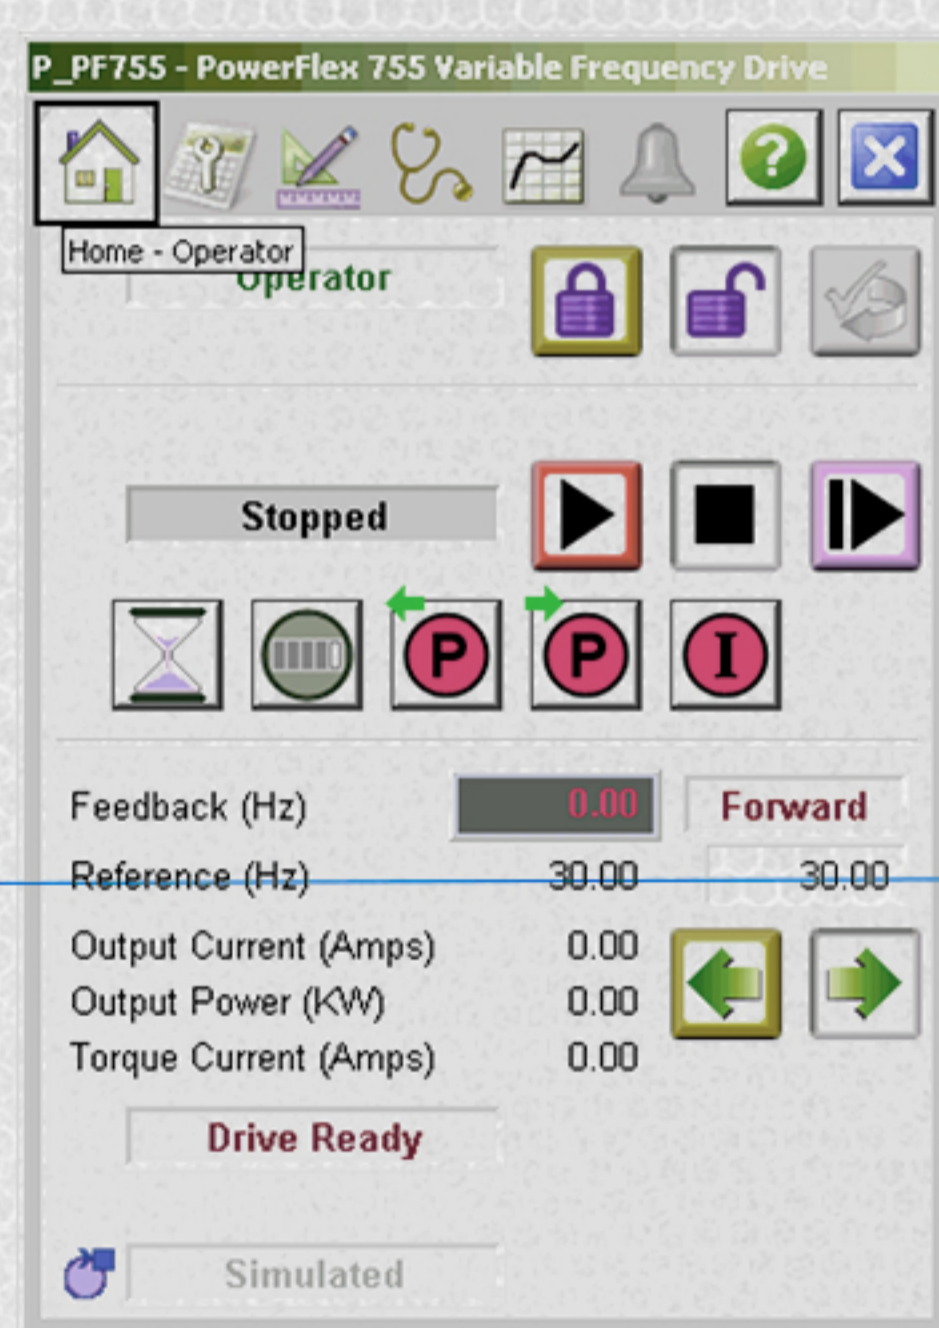 P_PF755 - PowerFlex 755 Variable Frequency Drive
?
Home - Operator
Operator
Stopped
P P I
Feedback (Hz) 0.00 Forward
Reference (Hz) 30.00 30.00
Output Current (Amps) 0.00
Output Power (KW) 0.00
Torque Current (Amps) 0.00
Drive Ready
Simulated